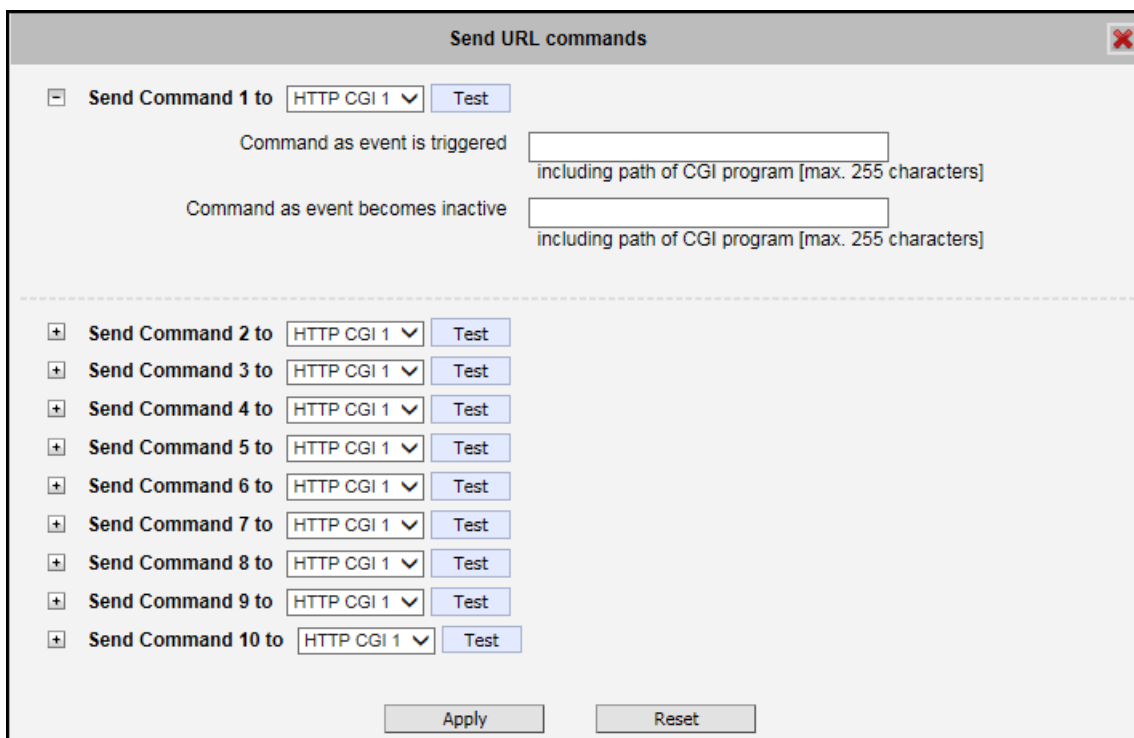 Send URL commands
Send Command 1 to HTTP CGI 1 Test
Command as event is triggered
including path of CGI program [max. 255 characters]
Command as event becomes inactive
including path of CGI program [max. 255 characters]
Send Command 2 to HTTP CGI 1 Test
Send Command 3 to HTTP CGI 1 Test
Send Command 4 to HTTP CGI 1 Test
Send Command 5 to HTTP CGI 1 Test
Send Command 6 to HTTP CGI 1 Test
Send Command 7 to HTTP CGI 1 Test
Send Command 8 to HTTP CGI 1 Test
Send Command 9 to HTTP CGI 1 Test
Send Command 10 to HTTP CGI 1 Test
Apply Reset